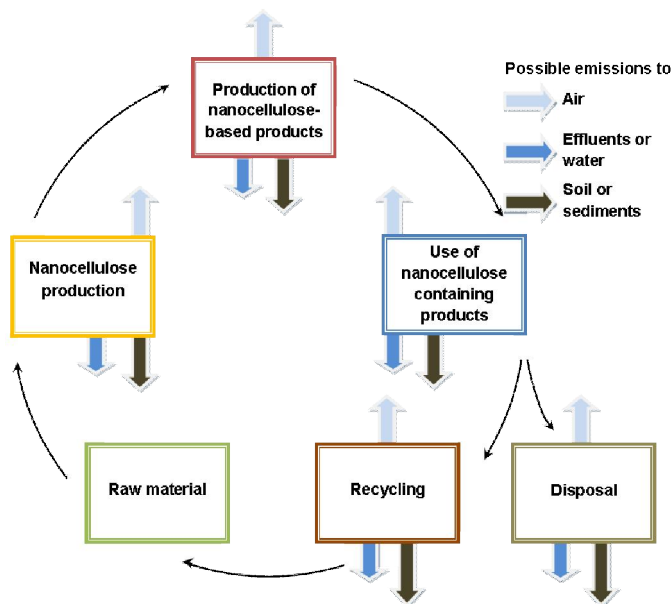 Possible emissions to
Air
Effluents or
water
Soil or
sediments
Production of
nanocellulose-
based products
Nanocellulose
production
Use of
nanocellulose
containing
products
Raw material
Recycling
Disposal